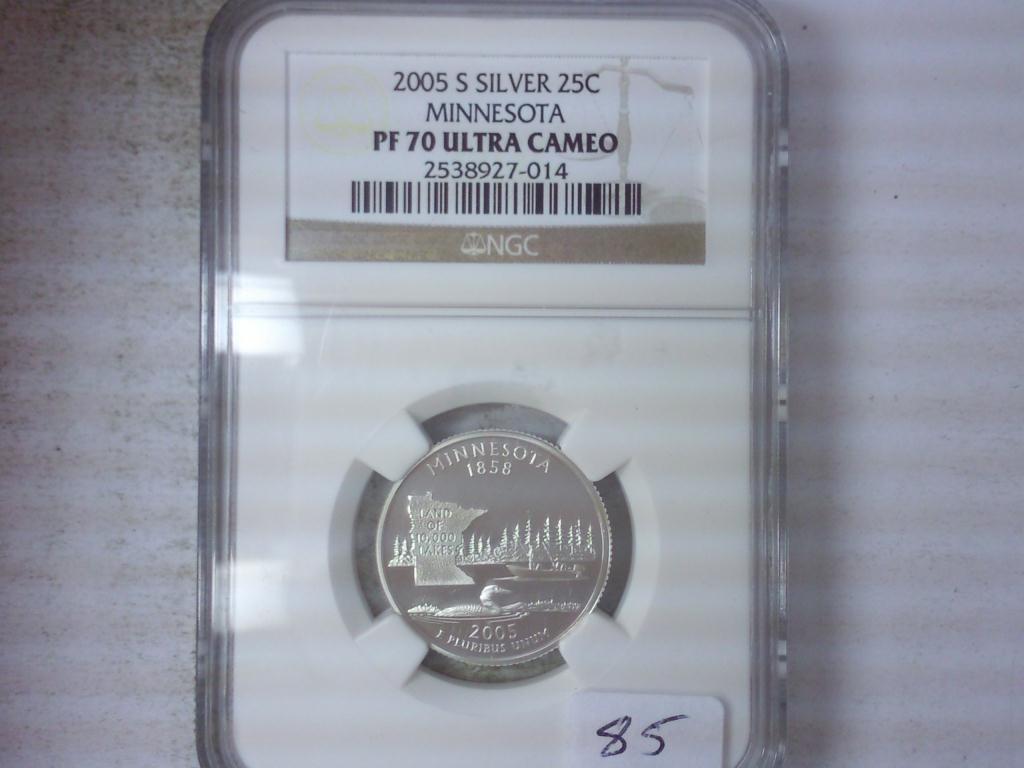 2005 S SILVER 25C
MINNESOTA
PF 70 ULTRA CAMEO
2538927-014
NGC
MINNESOTA
1858
LAND
OF
10,000
LAKES
2005
E PLURIBUS UNUM
85